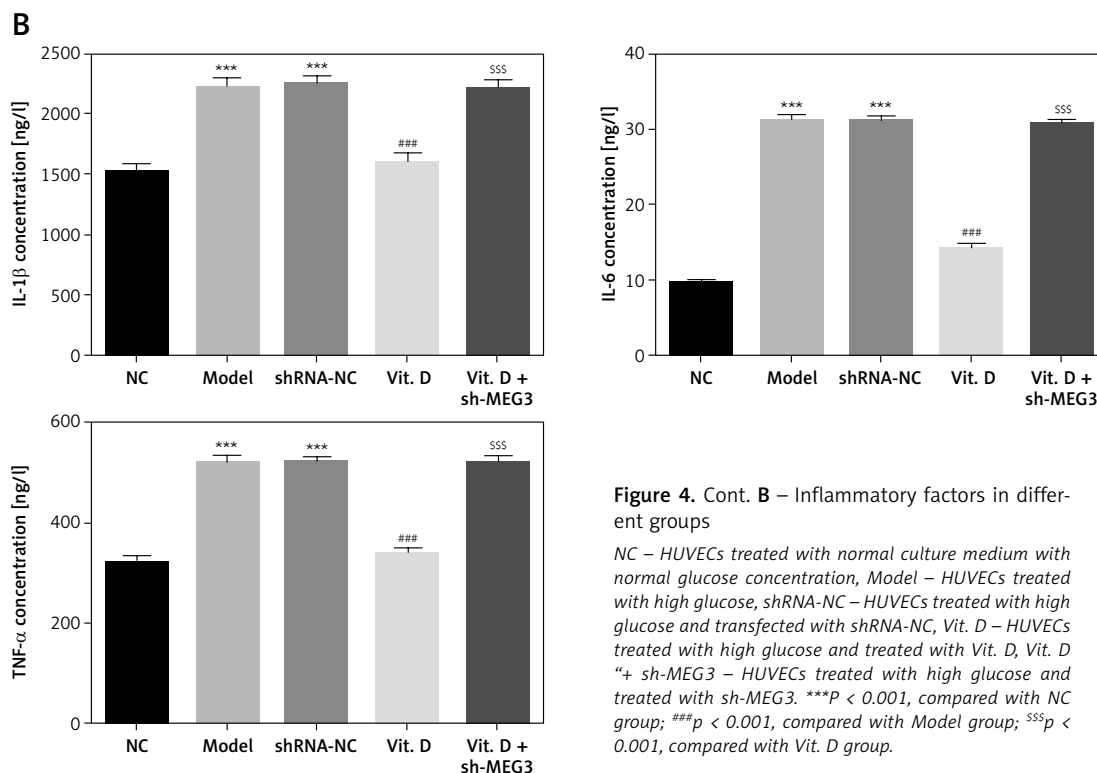 B
IL-1β concentration [ng/l]
2500
2000
1500
1000
500
0
***
***
###
$$$
NC
Model
shRNA-NC
Vit. D
Vit. D +
sh-MEG3
IL-6 concentration [ng/l]
40
30
20
10
0
***
***
###
$$$
NC
Model
shRNA-NC
Vit. D
Vit. D +
sh-MEG3
TNF-α concentration [ng/l]
600
400
200
0
***
***
###
$$$
NC
Model
shRNA-NC
Vit. D
Vit. D +
sh-MEG3
Figure 4. Cont. B – Inflammatory factors in differ-
ent groups
NC – HUVECs treated with normal culture medium with
normal glucose concentration, Model – HUVECs treated
with high glucose, shRNA-NC – HUVECs treated with high
glucose and transfected with shRNA-NC, Vit. D – HUVECs
treated with high glucose and treated with Vit. D, Vit. D
“+ sh-MEG3 – HUVECs treated with high glucose and
treated with sh-MEG3. ***P < 0.001, compared with NC
group; ###p < 0.001, compared with Model group; $$$p <
0.001, compared with Vit. D group.